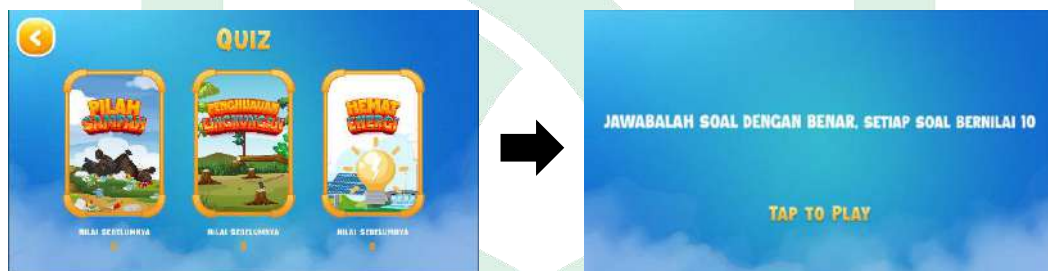 QUIZ
PILAH
SAMPAH
PENGHIJAUAN
LINGKUNGAN
HEMAT
ENERGI
NILAI SEBELUMNYA
NILAI SEBELUMNYA
NILAI SEBELUMNYA
JAWABALAH SOAL DENGAN BENAR, SETIAP SOAL BERNILAI 10
TAP TO PLAY